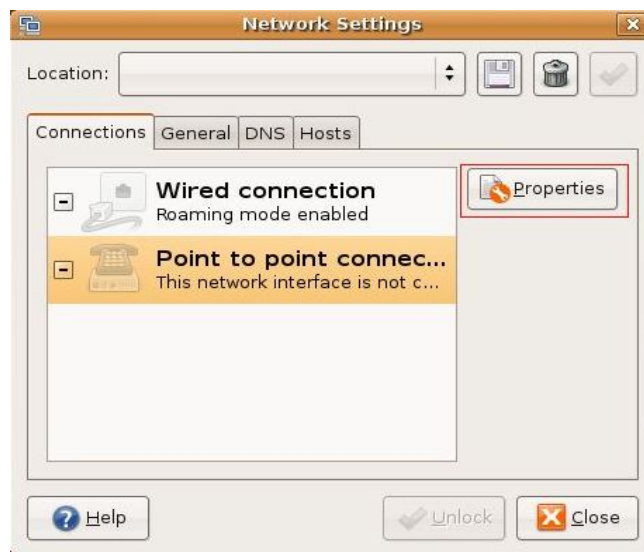 Network Settings
Location:
Connections General DNS Hosts
Wired connection
Roaming mode enabled
Properties
Point to point connec...
This network interface is not c...
Help Unlock Close